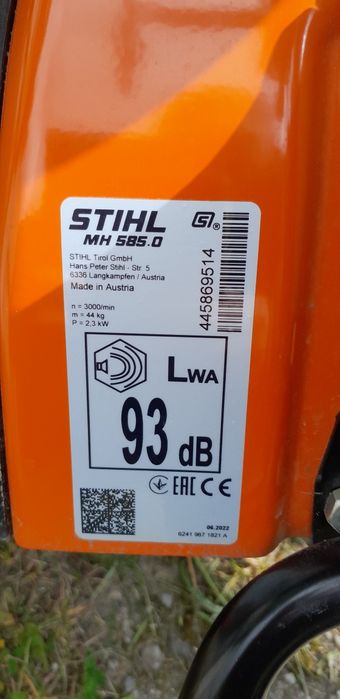 STIHL
MH 585.0
STIHL Tirol GmbH
Hans Peter Stihl - Str. 5
6336 Langkampfen / Austria
Made in Austria
n = 3000/min
m = 44 kg
P = 2,3 kW
445869514
LWA
93 dB
EAC CE
06.2022
6241 967 1821 A